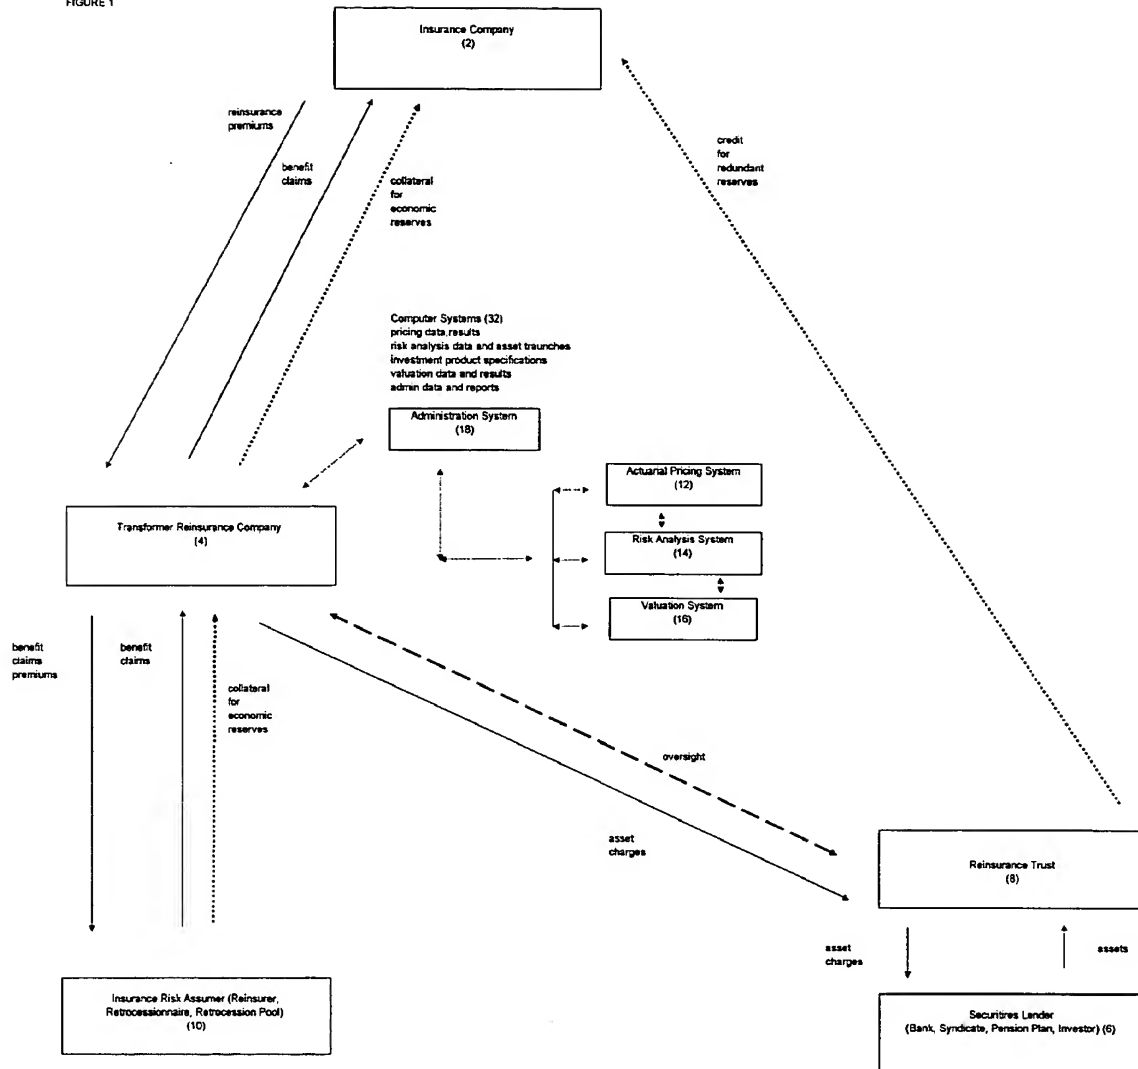 FIGURE 1
Insurance Company
(2)
reinsurance
premiums
benefit
claims
collateral
for
economic
reserves
credit
for
redundant
reserves
Computer Systems (32)
pricing data,results
risk analysis data and asset traunches
investment product specifications
valuation data and results
admin data and reports
Administration System
(18)
Actuarial Pricing System
(12)
Transformer Reinsurance Company
(4)
Risk Analysis System
(14)
Valuation System
(16)
benefit
claims
premiums
benefit
claims
collateral
for
economic
reserves
oversight
asset
charges
Reinsurance Trust
(8)
asset
charges
assets
Insurance Risk Assumer (Reinsurer,
Retrocessionnaire, Retrocession Pool)
(10)
Securitires Lender
(Bank, Syndicate, Pension Plan, Investor) (6)